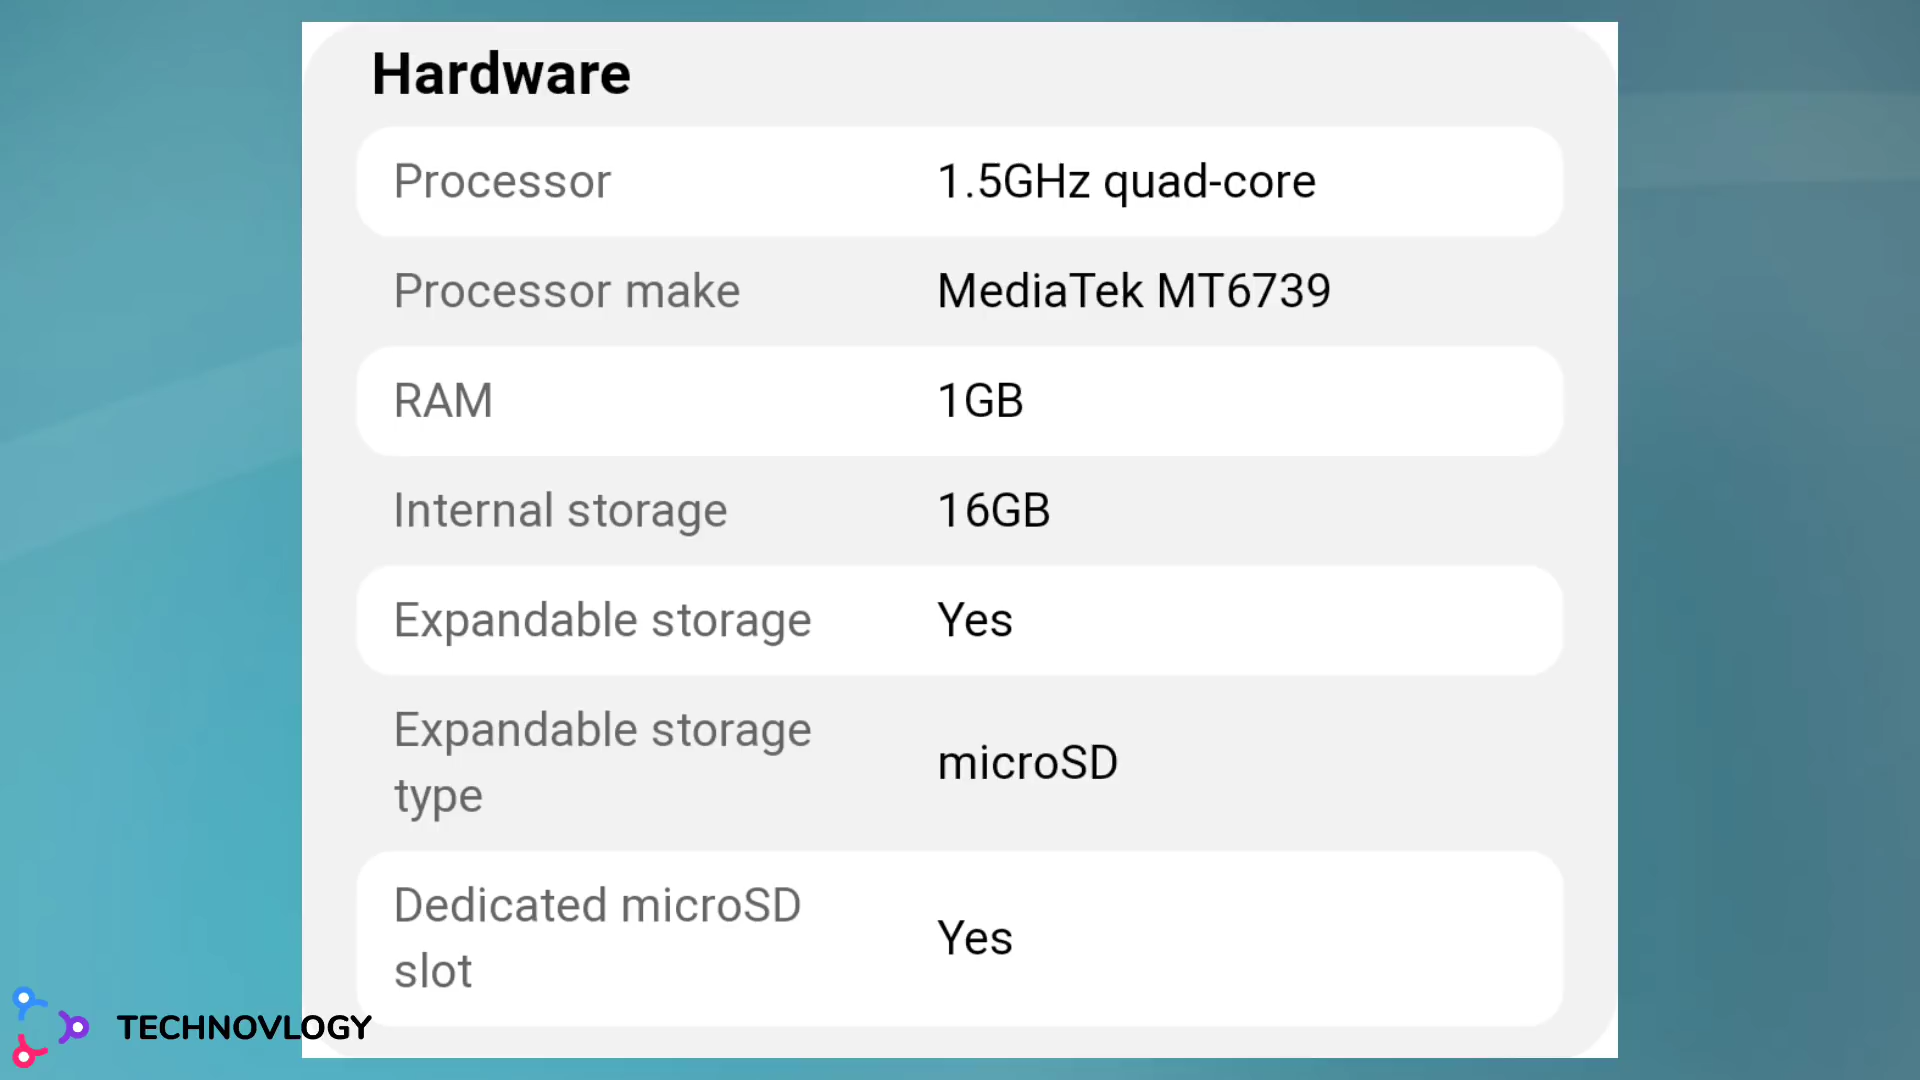 Hardware
Processor 1.5GHz quad-core
Processor make MediaTek MT6739
RAM 1GB
Internal storage 16GB
Expandable storage Yes
Expandable storage
type
microSD
Dedicated microSD
slot
Yes
TECHNOVLOGY